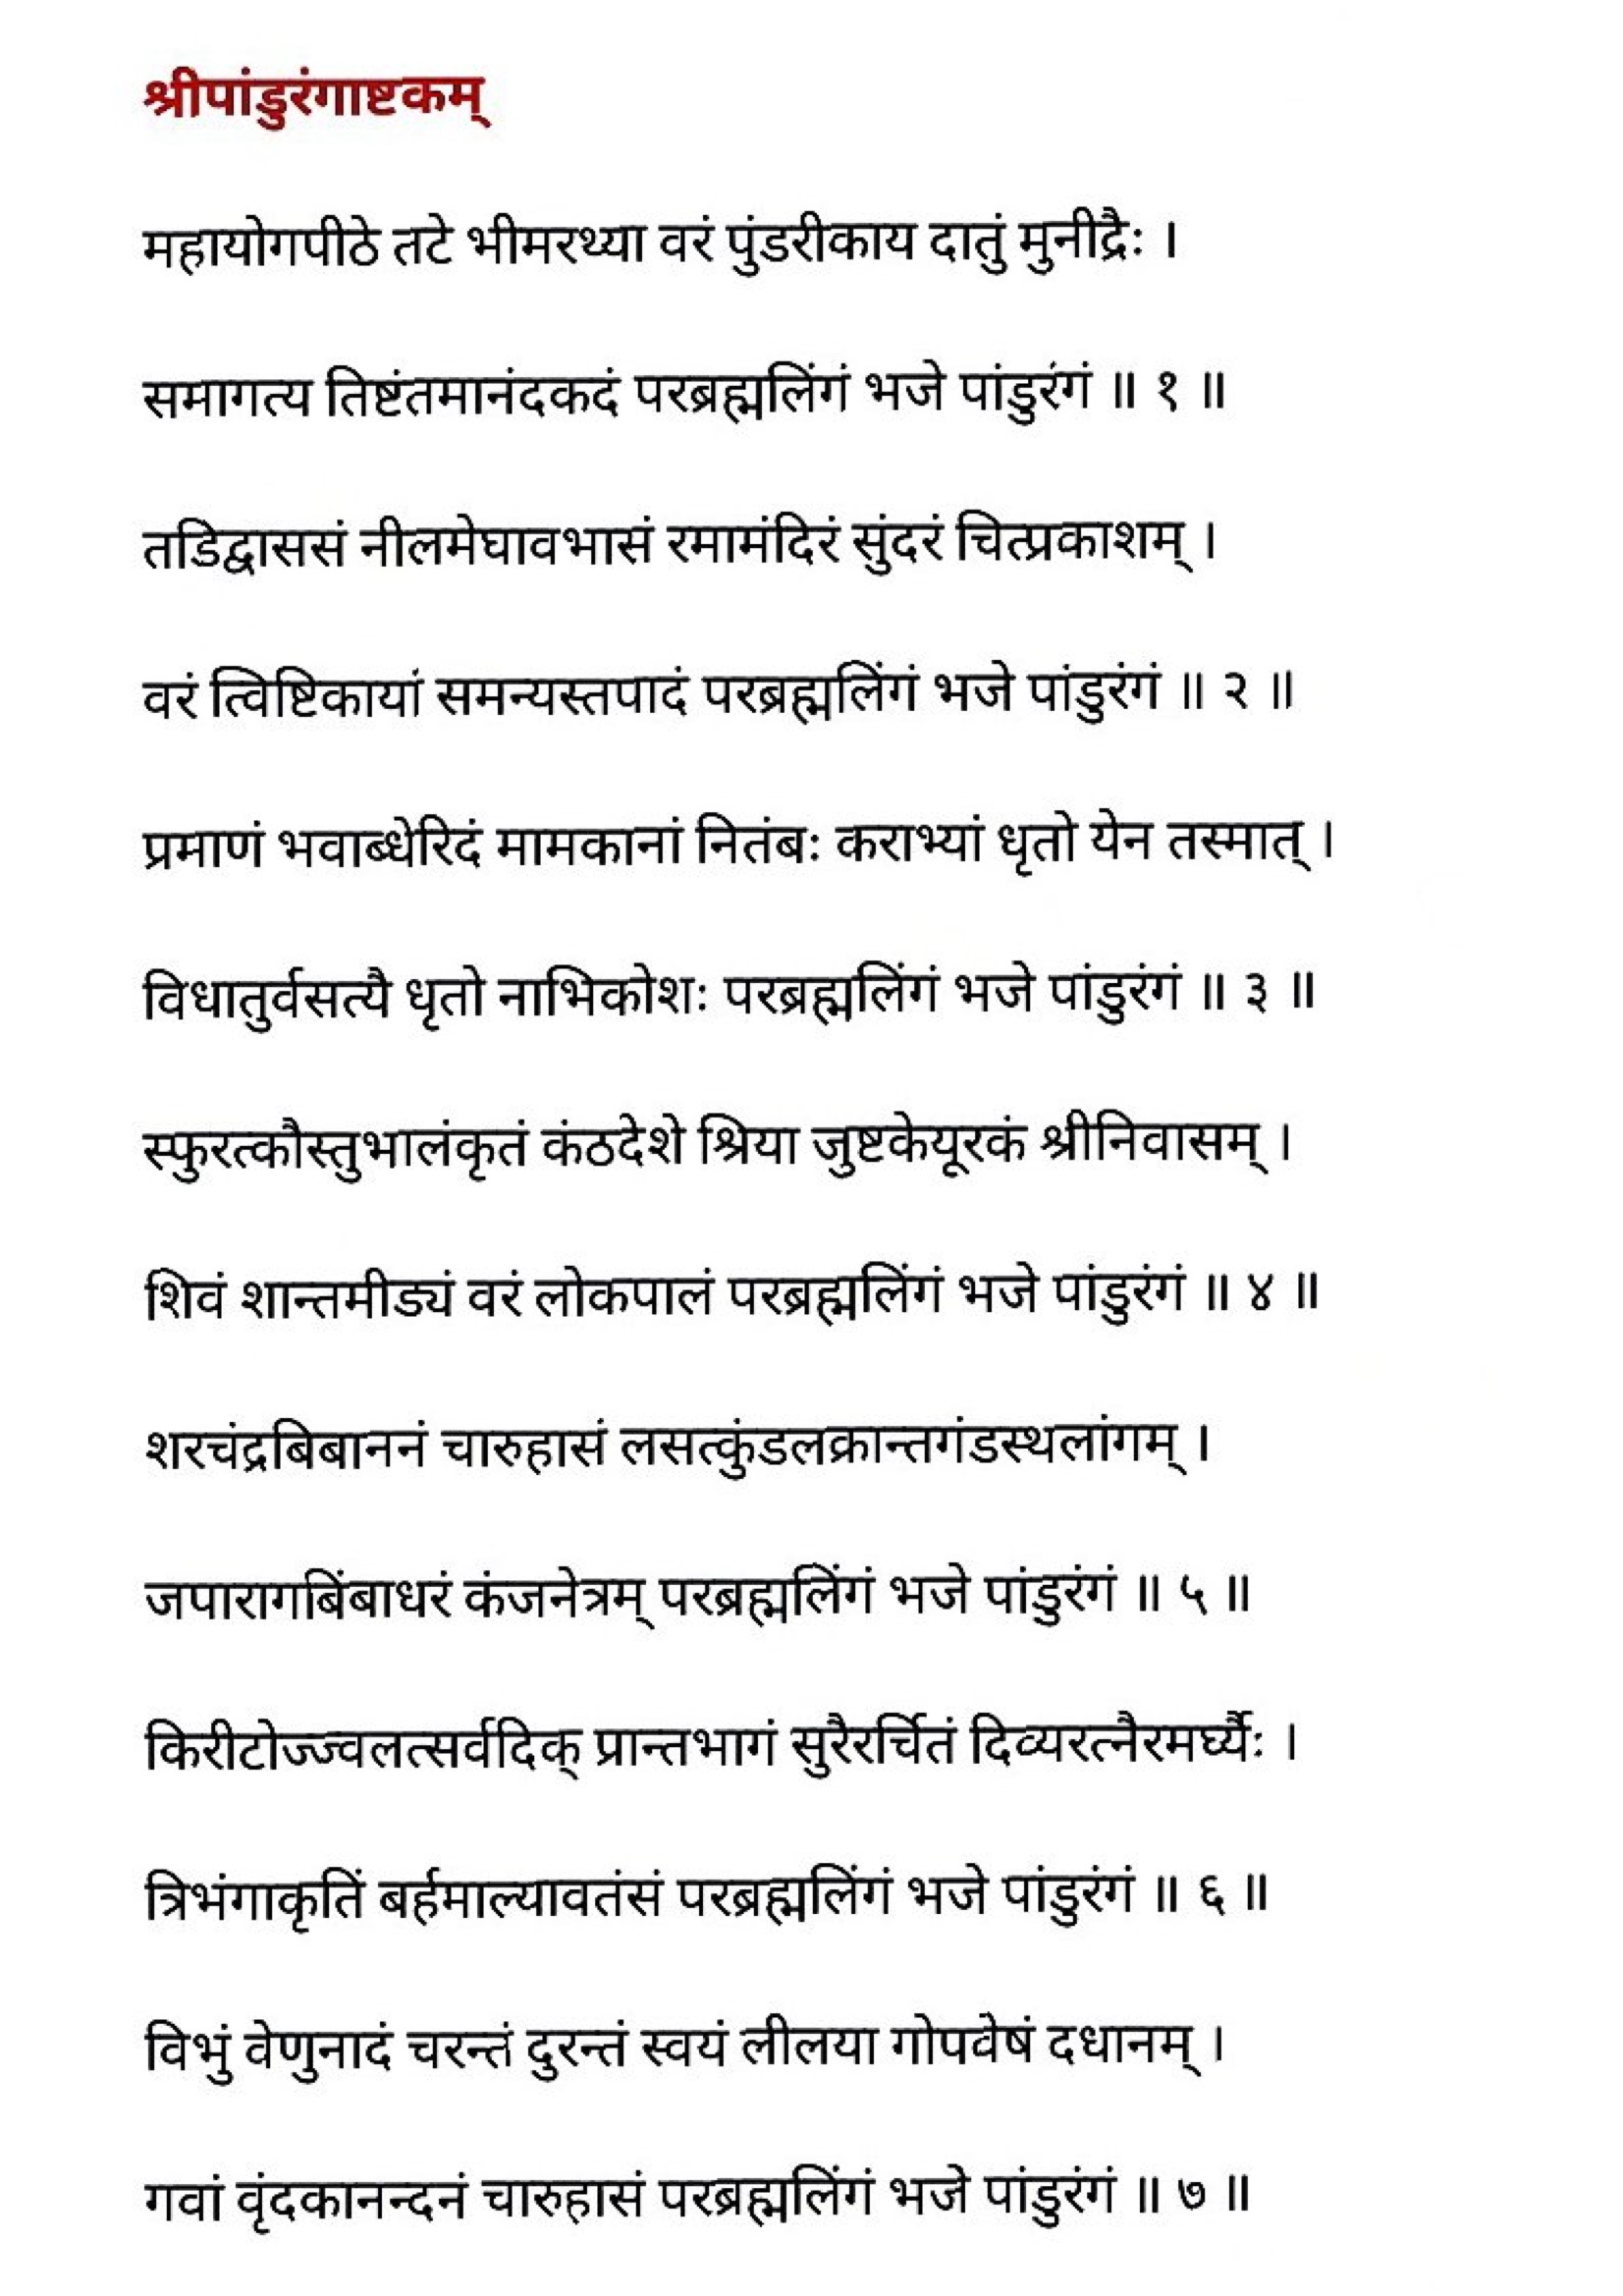 श्रीपांडुरंगाष्टकम्
महायोगपीठे तटे भीमरथ्या वरं पुंडरीकाय दातुं मुनीद्रैः ।
समागत्य तिष्टंतमानंदकदं परब्रह्मलिंगं भजे पांडुरंगं ॥ १ ॥
तडिद्वाससं नीलमेघावभासं रमामंदिरं सुंदरं चित्प्रकाशम् ।
वरं त्विष्टिकायां समन्यस्तपादं परब्रह्मलिंगं भजे पांडुरंगं ॥ २ ॥
प्रमाणं भवाब्धेरिदं मामकानां नितंबः कराभ्यां धृतो येन तस्मात् ।
विधातुर्वसत्यै धृतो नाभिकोशः परब्रह्मलिंगं भजे पांडुरंगं ॥ ३ ॥
स्फुरत्कौस्तुभालंकृतं कंठदेशे श्रिया जुष्टकेयूरकं श्रीनिवासम् ।
शिवं शान्तमीड्यं वरं लोकपालं परब्रह्मलिंगं भजे पांडुरंगं ॥ ४ ॥
शरचंद्रबिबाननं चारुहासं लसत्कुंडलक्रान्तगंडस्थलांगम् ।
जपारागबिंबाधरं कंजनेत्रम् परब्रह्मलिंगं भजे पांडुरंगं ॥ ५ ॥
किरीटोज्ज्वलत्सर्वदिक् प्रान्तभागं सुरैरर्चितं दिव्यरत्नैरमर्घ्यैः ।
त्रिभंगाकृतिं बर्हमाल्यावतंसं परब्रह्मलिंगं भजे पांडुरंगं ॥ ६ ॥
विभुं वेणुनादं चरन्तं दुरन्तं स्वयं लीलया गोपवेषं दधानम् ।
गवां वृंदकानन्दनं चारुहासं परब्रह्मलिंगं भजे पांडुरंगं ॥ ७ ॥